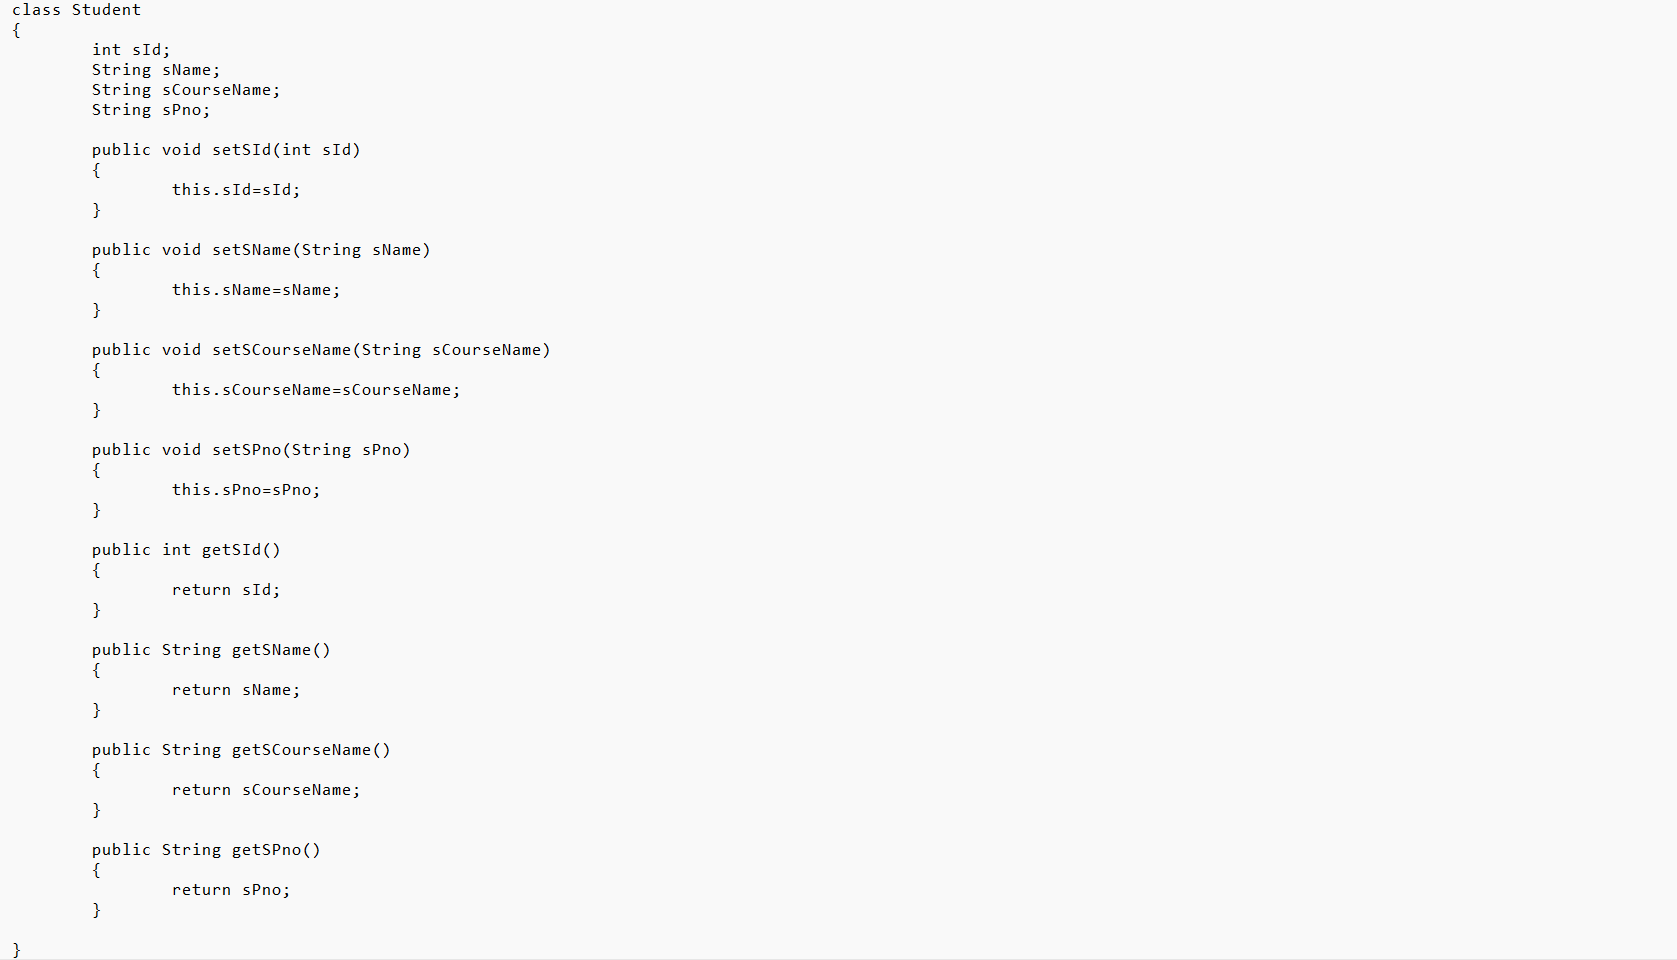 class Student
{
        int sId;
        String sName;
        String sCourseName;
        String sPno;

        public void setSId(int sId)
        {
                this.sId=sId;
        }

        public void setSName(String sName)
        {
                this.sName=sName;
        }

        public void setSCourseName(String sCourseName)
        {
                this.sCourseName=sCourseName;
        }

        public void setSPno(String sPno)
        {
                this.sPno=sPno;
        }

        public int getSId()
        {
                return sId;
        }

        public String getSName()
        {
                return sName;
        }

        public String getSCourseName()
        {
                return sCourseName;
        }

        public String getSPno()
        {
                return sPno;
        }

}